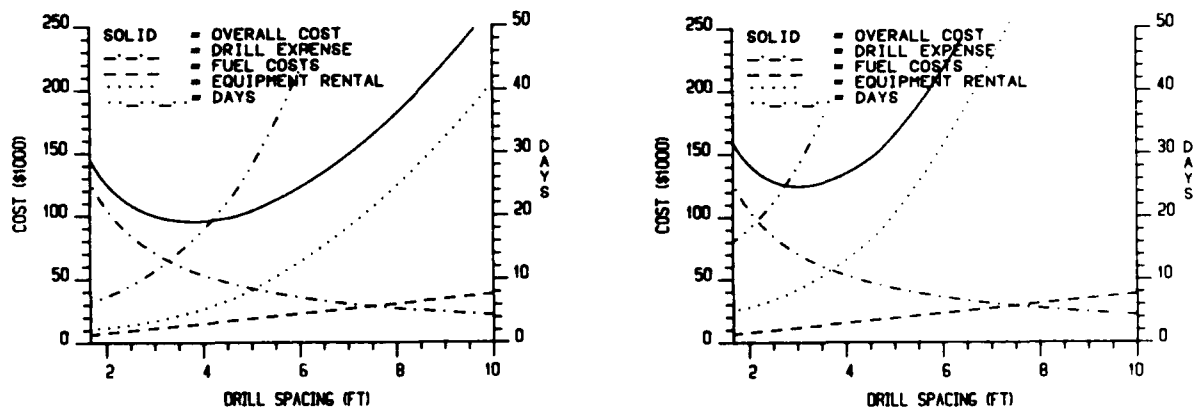 250
200
150
100
50
0
COST ($1000)
SOLID = OVERALL COST
= DRILL EXPENSE
= FUEL COSTS
= EQUIPMENT RENTAL
= DAYS
50
40
30
20
10
0
DAYS
2 4 6 8 10
DRILL SPACING (FT)
250
200
150
100
50
0
COST ($1000)
SOLID = OVERALL COST
= DRILL EXPENSE
= FUEL COSTS
= EQUIPMENT RENTAL
= DAYS
50
40
30
20
10
0
DAYS
2 4 6 8 10
DRILL SPACING (FT)